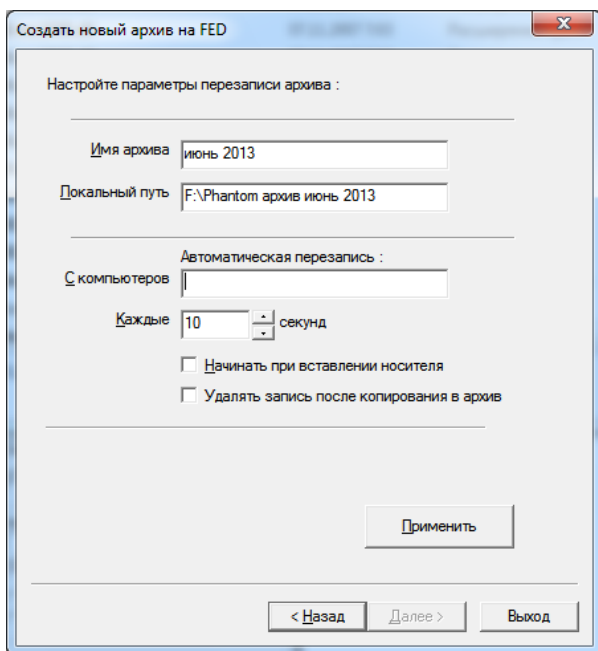 Создать новый архив на FED
Настройте параметры перезаписи архива :
Имя архива июнь 2013
Локальный путь F:\Phantom архив июнь 2013
Автоматическая перезапись :
С компьютеров
Каждые 10 секунд
Начинать при вставлении носителя
Удалять запись после копирования в архив
Применить
< Назад Далее > Выход